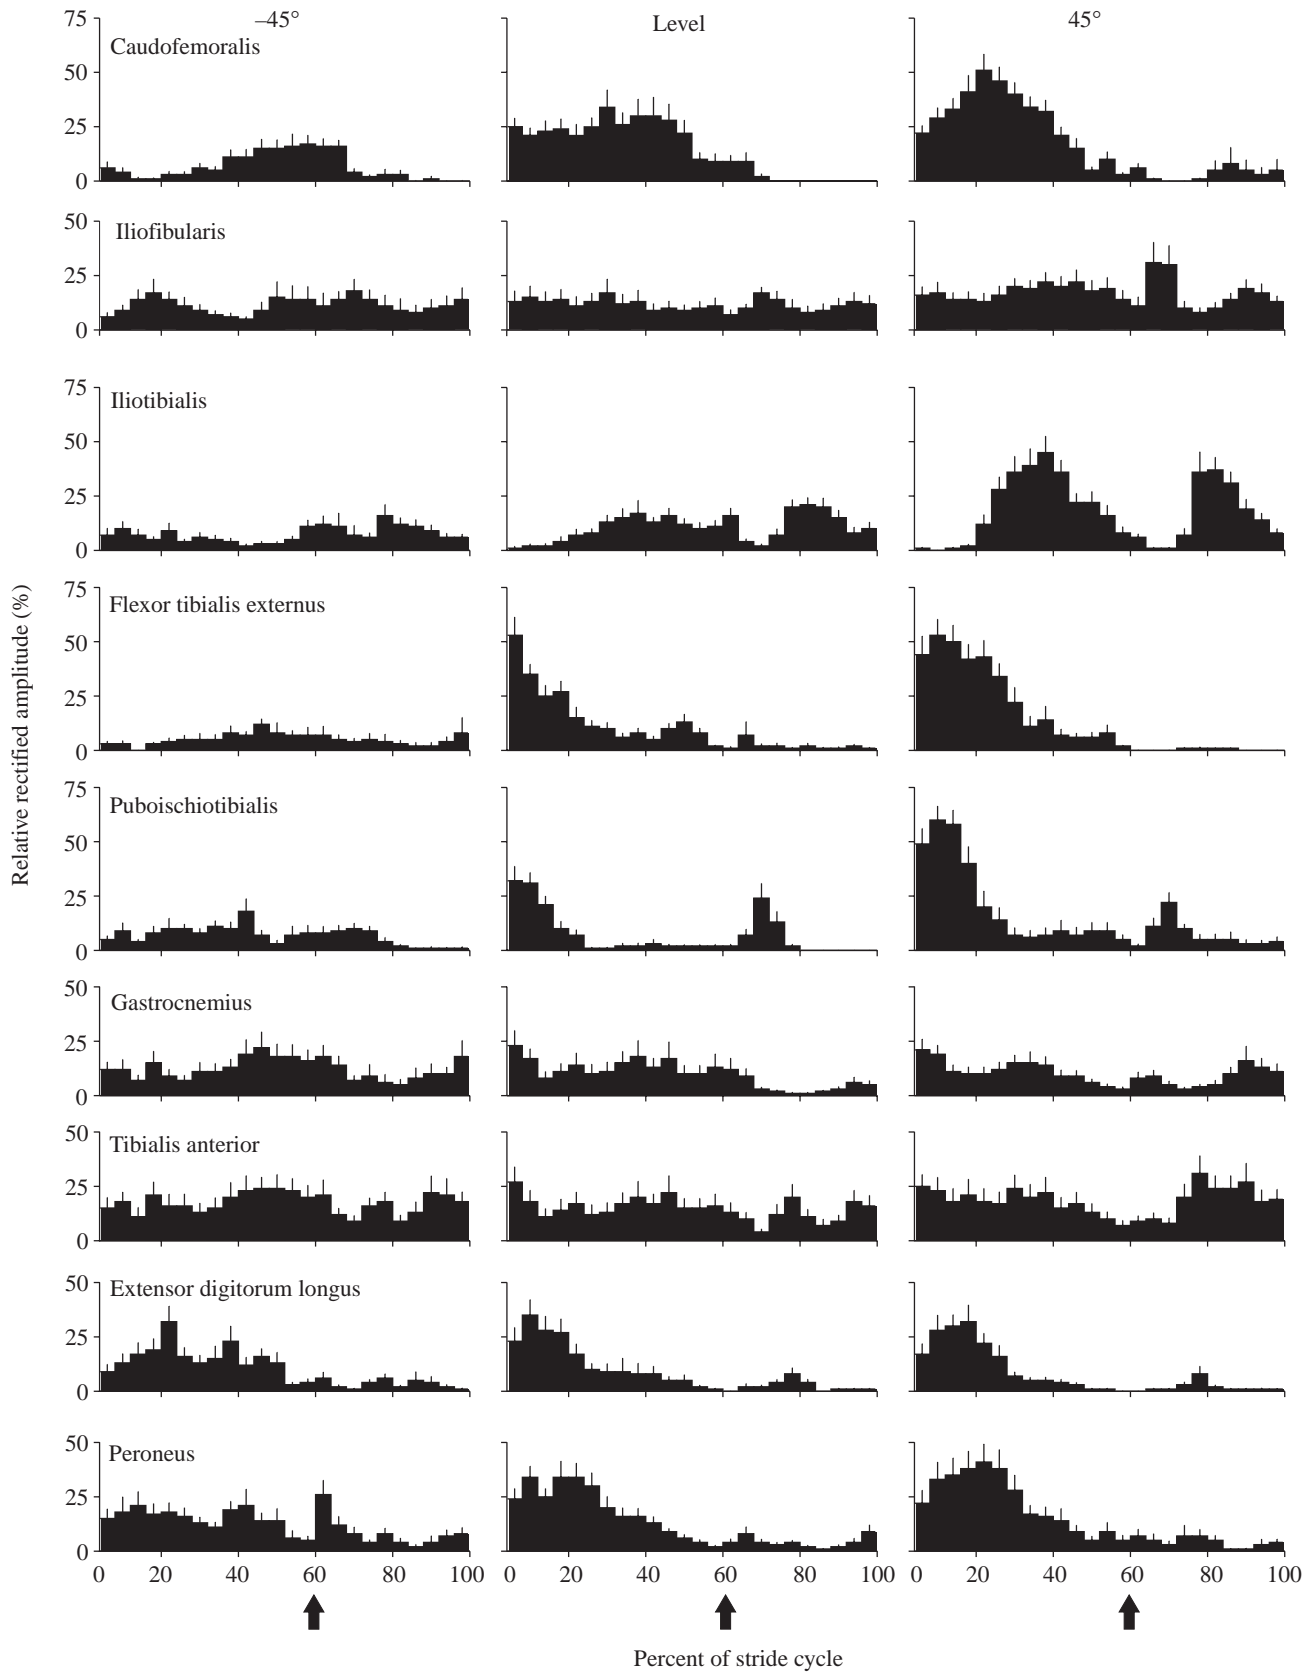 –45°
Level
45°
75
50
25
0
Caudofemoralis
50
25
0
Iliofibularis
75
50
25
0
Iliotibialis
75
50
25
0
Flexor tibialis externus
Relative rectified amplitude (%)
75
50
25
0
Puboischiotibialis
50
25
0
Gastrocnemius
50
25
0
Tibialis anterior
50
25
0
Extensor digitorum longus
50
25
0
Peroneus
0 20 40 60 80 100 0 20 40 60 80 100 0 20 40 60 80 100
Percent of stride cycle